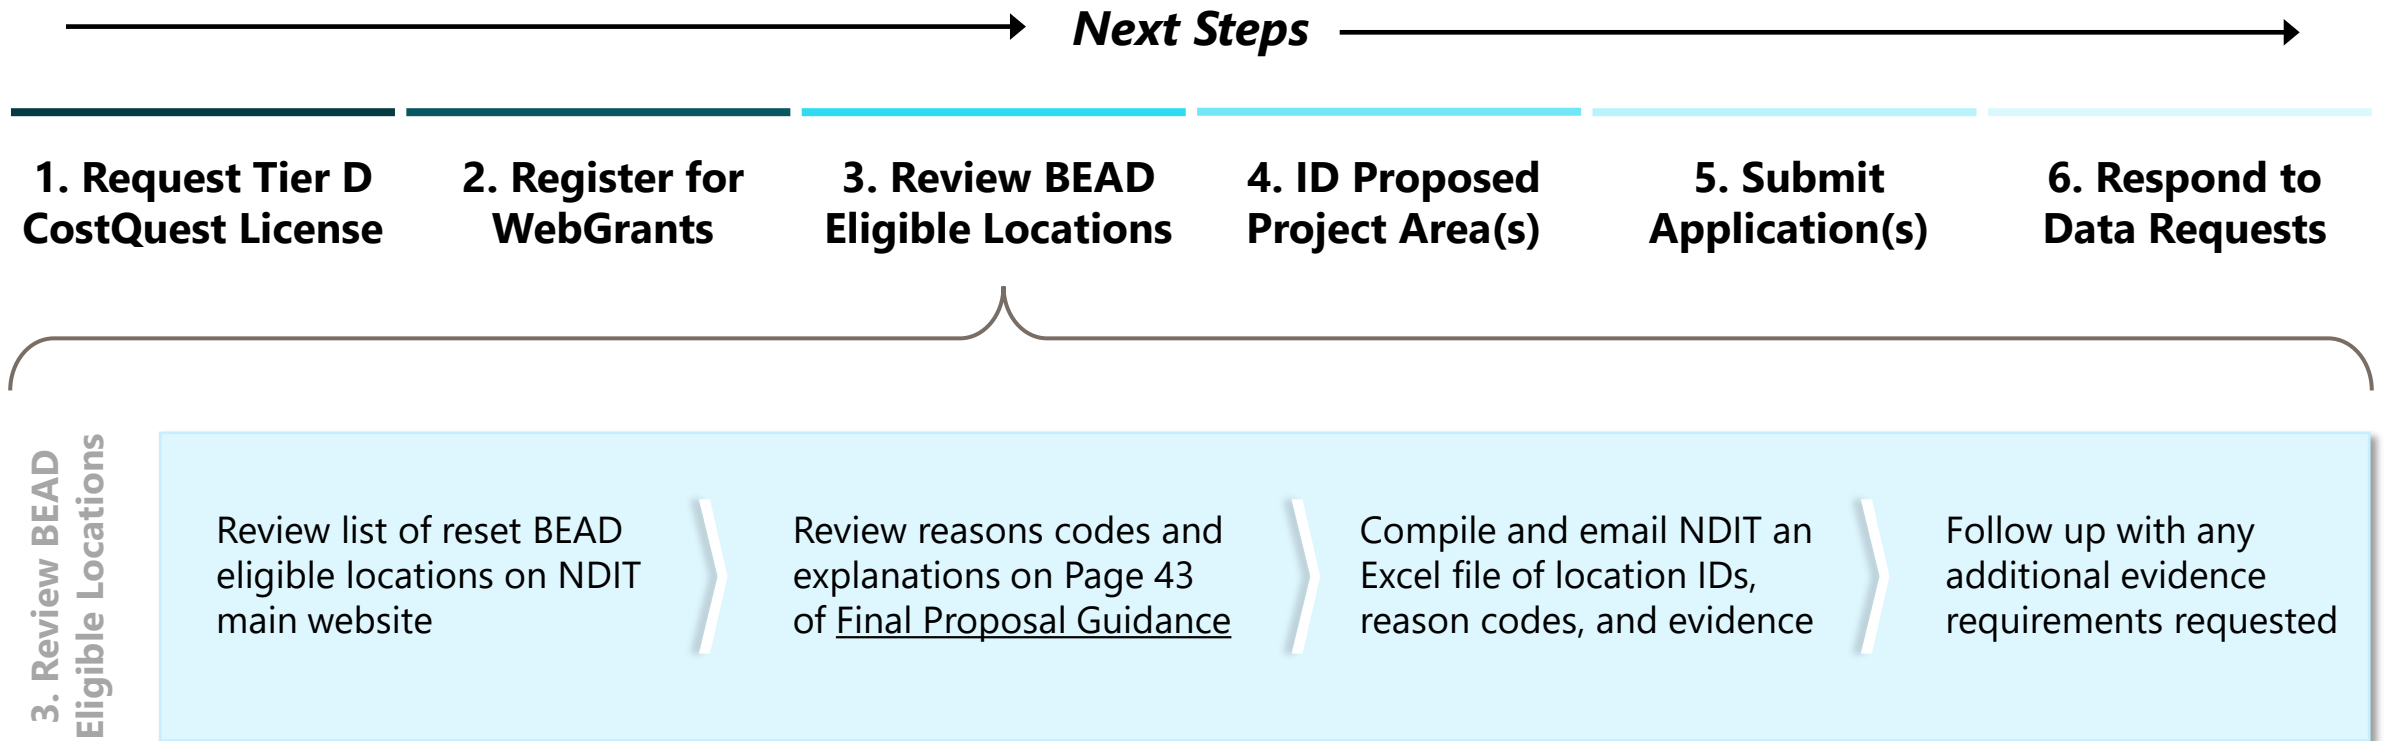 Next Steps
1. Request Tier D
CostQuest License
2. Register for
WebGrants
3. Review BEAD
Eligible Locations
4. ID Proposed
Project Area(s)
5. Submit
Application(s)
6. Respond to
Data Requests
3. Review BEAD
Eligible Locations
Review list of reset BEAD
eligible locations on NDIT
main website
Review reasons codes and
explanations on Page 43
of Final Proposal Guidance
Compile and email NDIT an
Excel file of location IDs,
reason codes, and evidence
Follow up with any
additional evidence
requirements requested